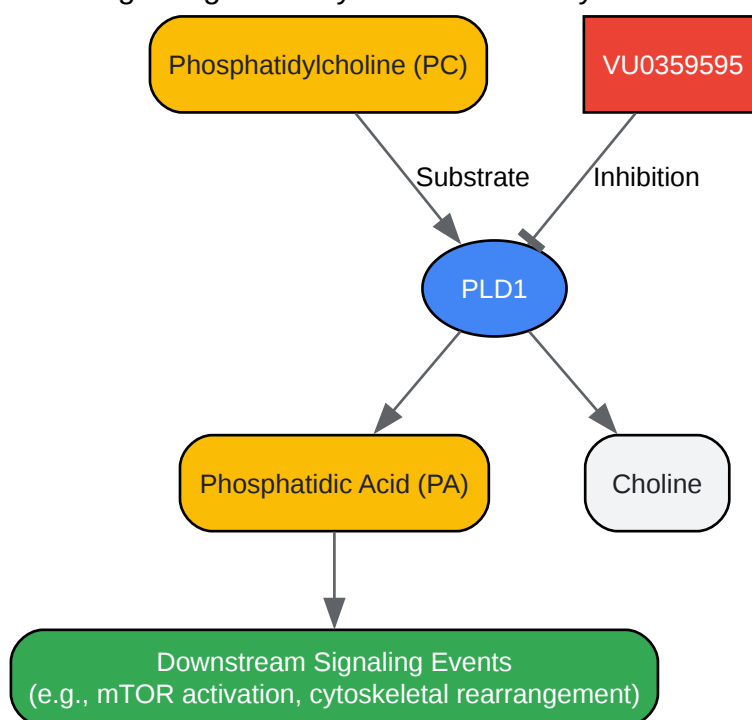 Phosphatidylcholine (PC)
VU0359595
Substrate
Inhibition
PLD1
Phosphatidic Acid (PA)
Choline
Downstream Signaling Events
(e.g., mTOR activation, cytoskeletal rearrangement)